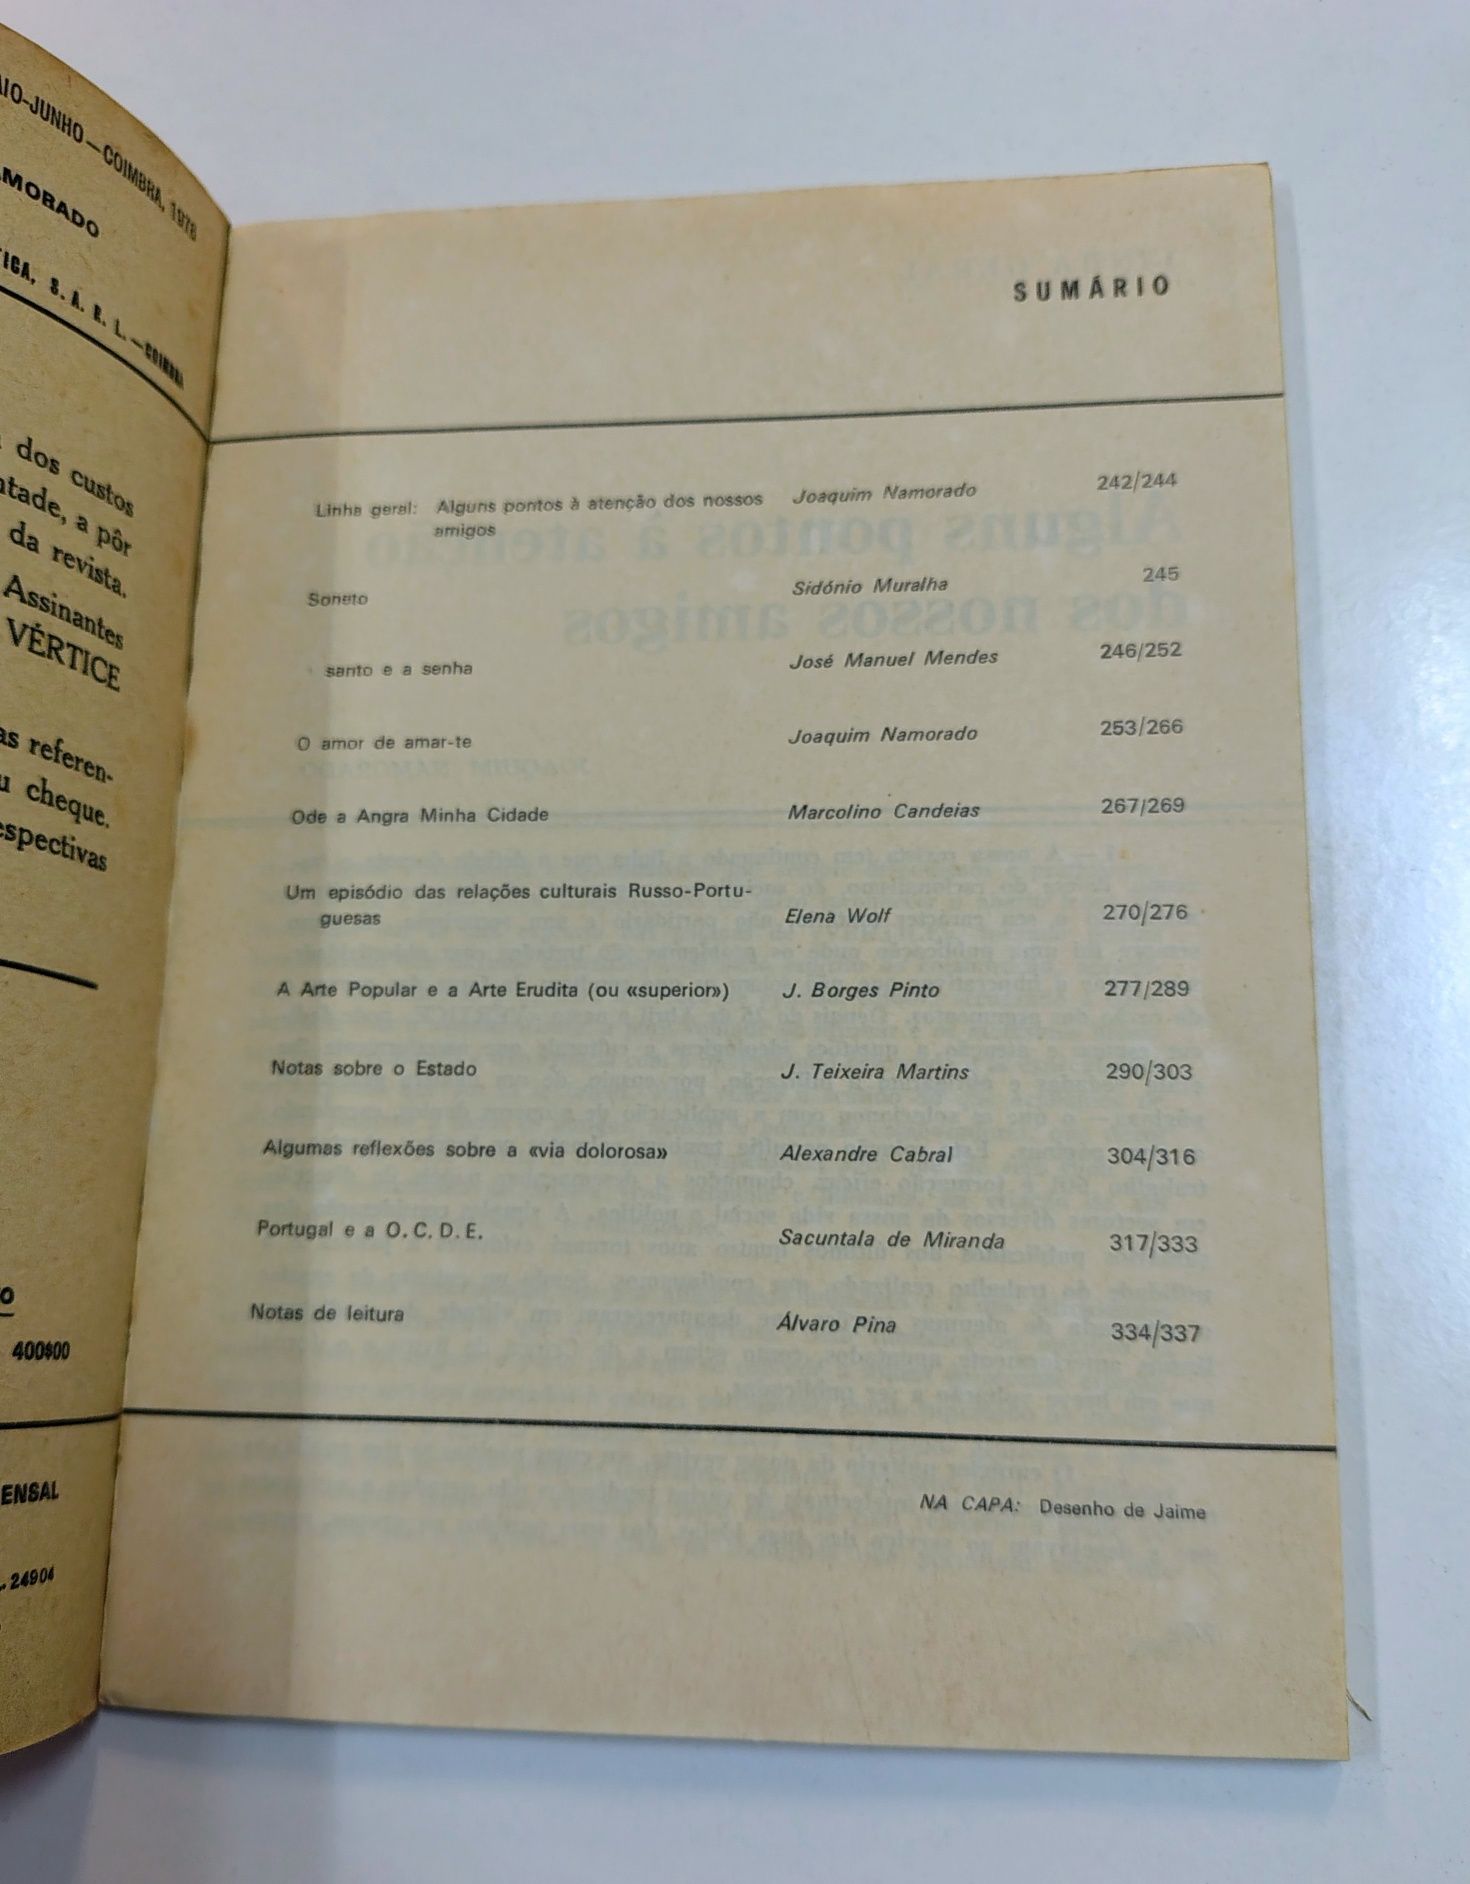 AIO-JUNHO — COIMBRA, 1978
AMORADO
TICA, S. A. R. L. — COIMBRA
dos custos
ntade, a pôr
da revista.
Assinantes
VÉRTICE
as referen-
u cheque.
espectivas
O
400$00
ENSAL
24904
SUMÁRIO
Linha geral: Alguns pontos à atenção dos nossos amigos Joaquim Namorado 242/244
Soneto Sidónio Muralha 245
santo e a senha José Manuel Mendes 246/252
O amor de amar-te Joaquim Namorado 253/266
Ode a Angra Minha Cidade Marcolino Candeias 267/269
Um episódio das relações culturais Russo-Portu-
guesas Elena Wolf 270/276
A Arte Popular e a Arte Erudita (ou «superior») J. Borges Pinto 277/289
Notas sobre o Estado J. Teixeira Martins 290/303
Algumas reflexões sobre a «via dolorosa» Alexandre Cabral 304/316
Portugal e a O.C.D.E. Sacuntala de Miranda 317/333
Notas de leitura Álvaro Pina 334/337
NA CAPA: Desenho de Jaime